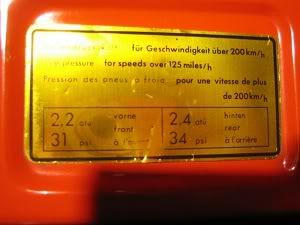 für Geschwindigkeit über 200 km/h
pressure for speeds over 125 miles/h
Pression des pneus à froid pour une vitesse de plus
de 200 km/h
2,2 atü vorne 2,4 atü hinten
front rear
31 psi à l' 34 psi à l'arrière